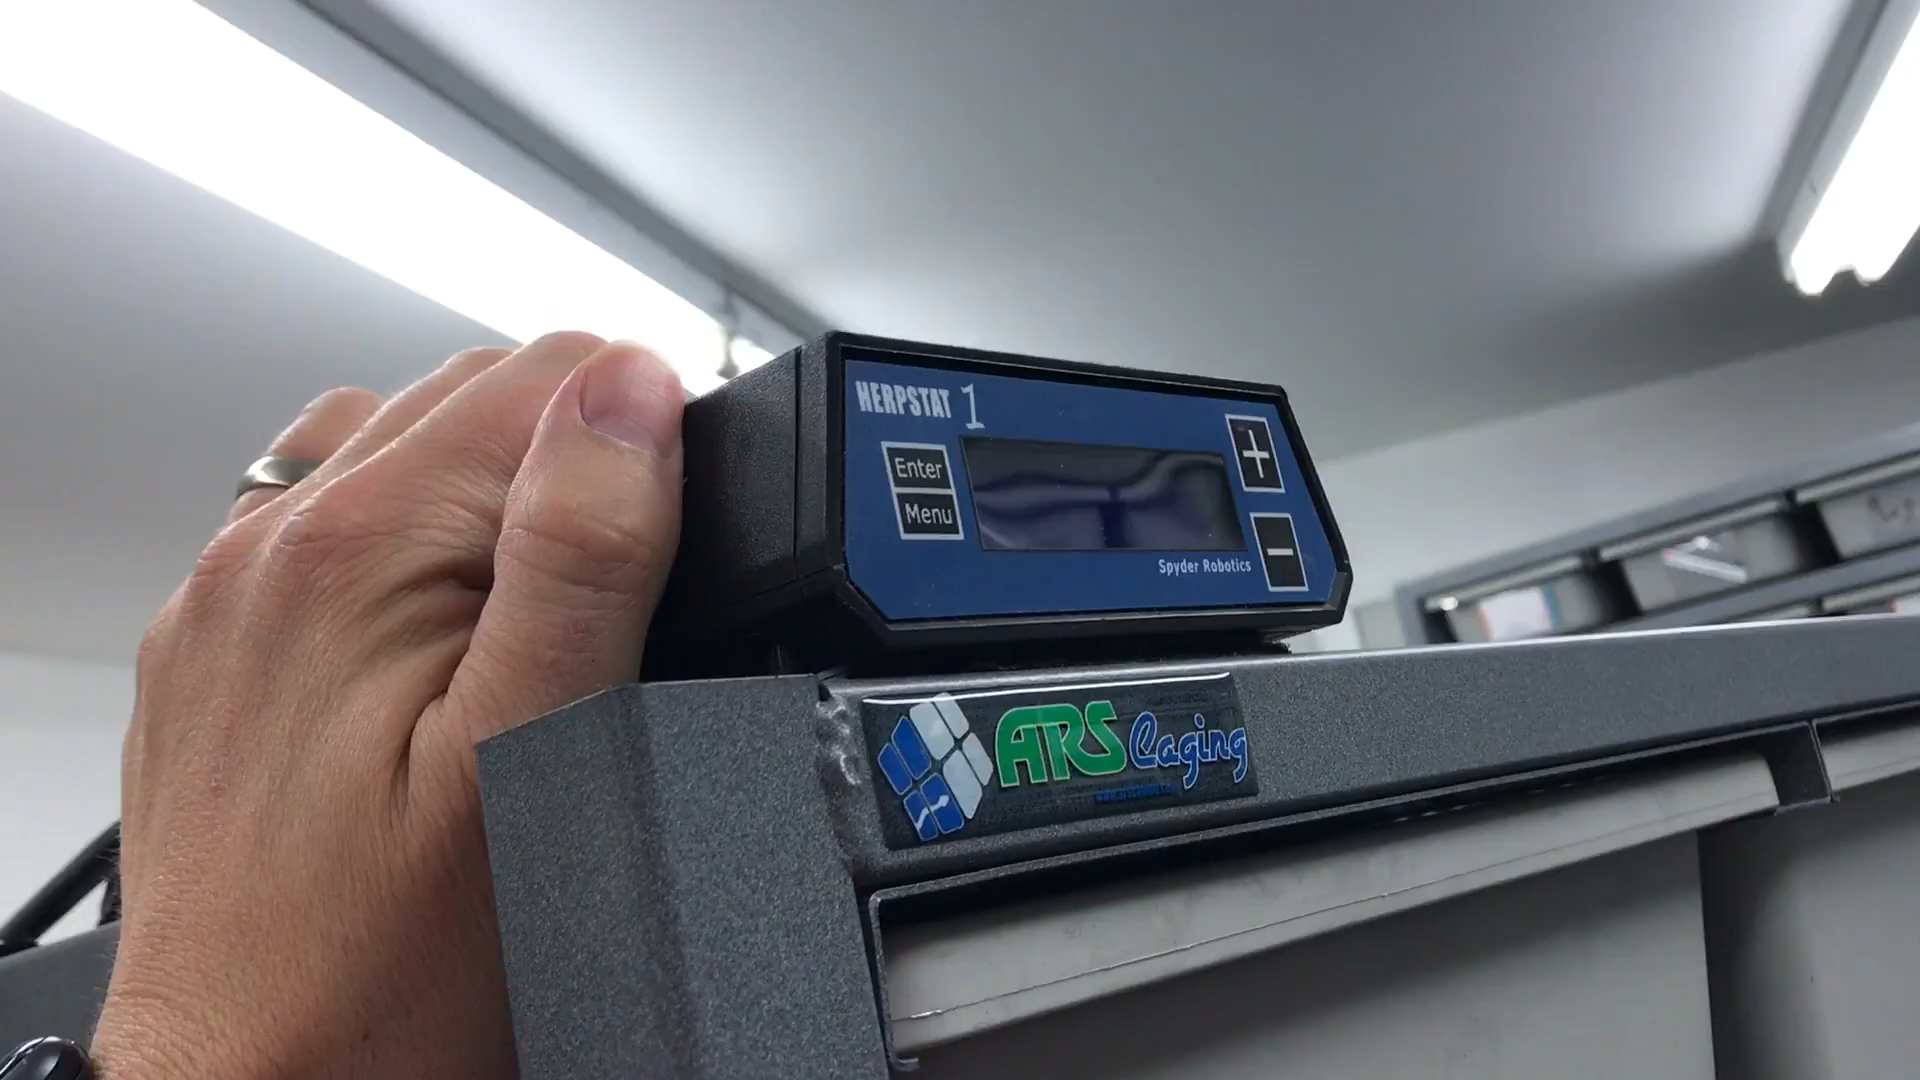 HERPSTAT 1
Enter
Menu
+
-
Spyder Robotics
ARS Caging